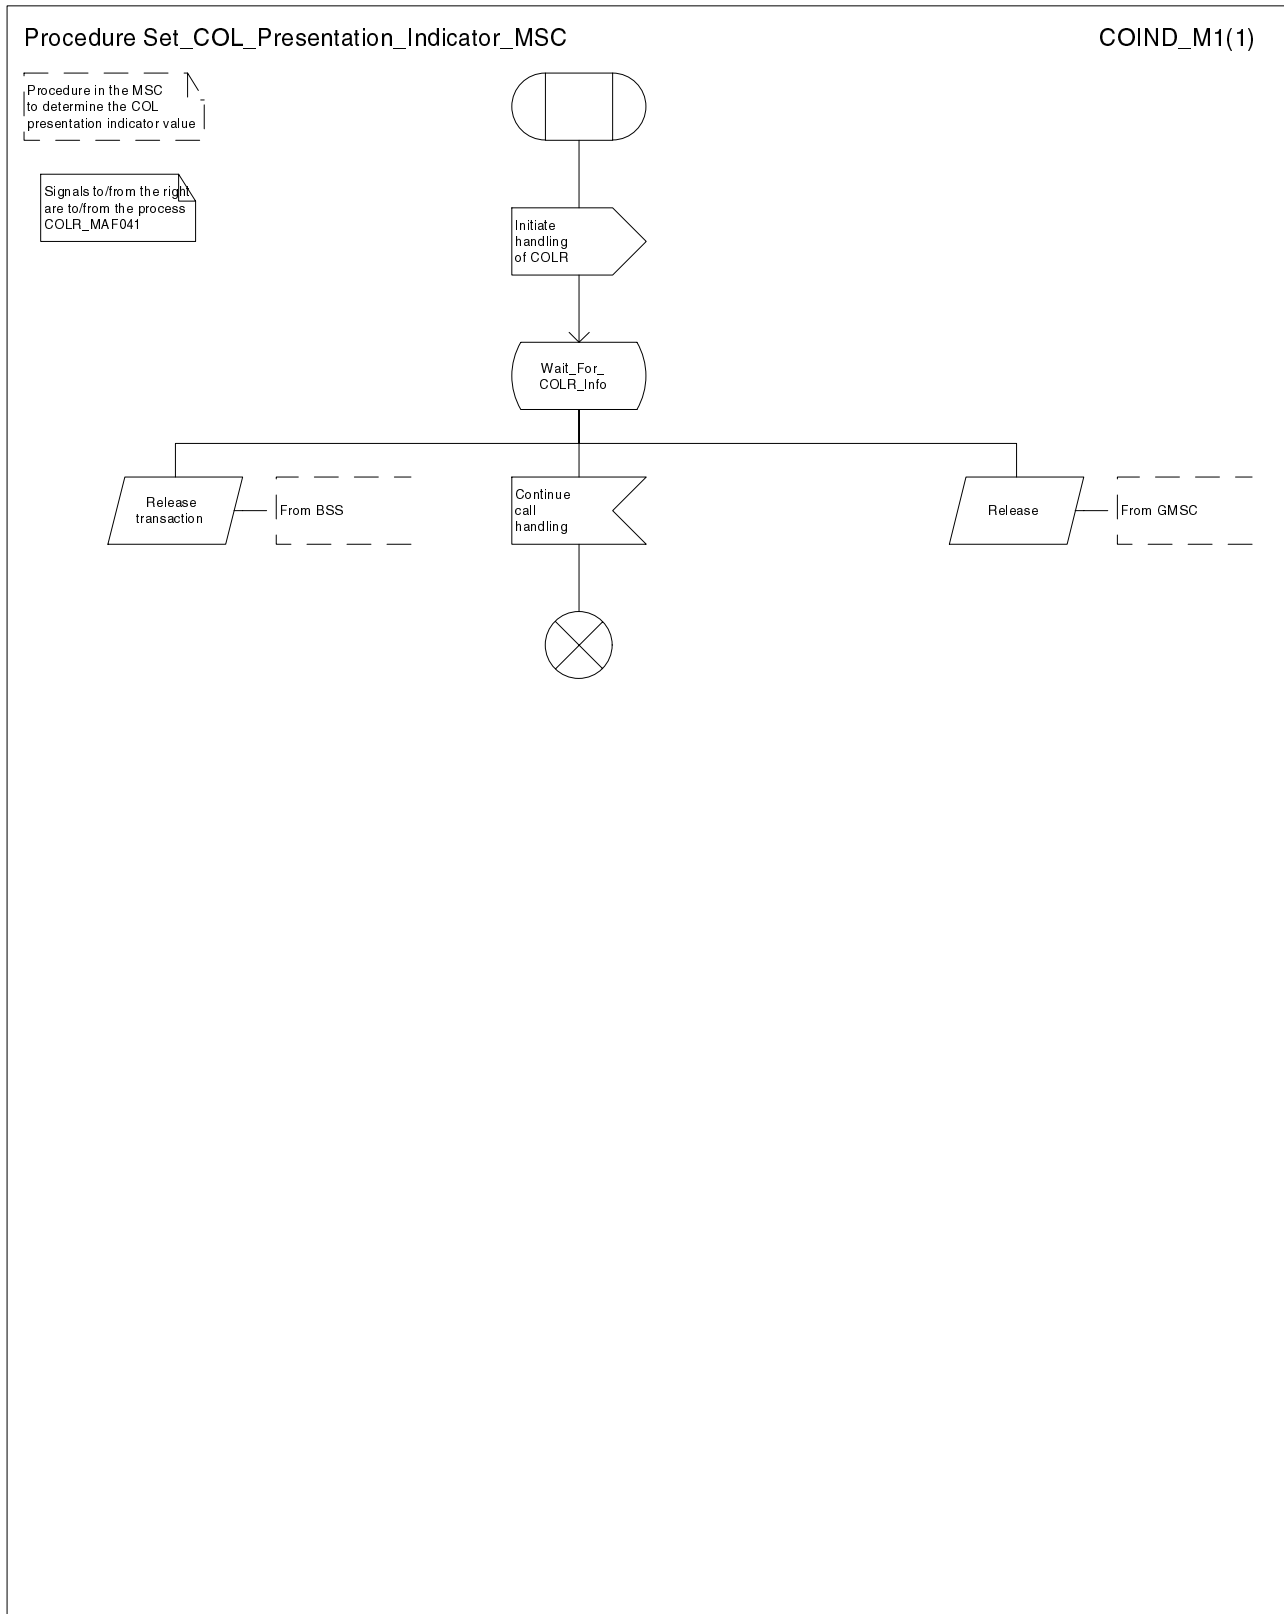 Procedure Set_COL_Presentation_Indicator_MSC
COIND_M1(1)
Procedure in the MSC
to determine the COL
presentation indicator value
Signals to/from the right
are to/from the process
COLR_MAF041
Initiate
handling
of COLR
Wait_For_
COLR_Info
Release
transaction
From BSS
Continue
call
handling
Release
From GMSC